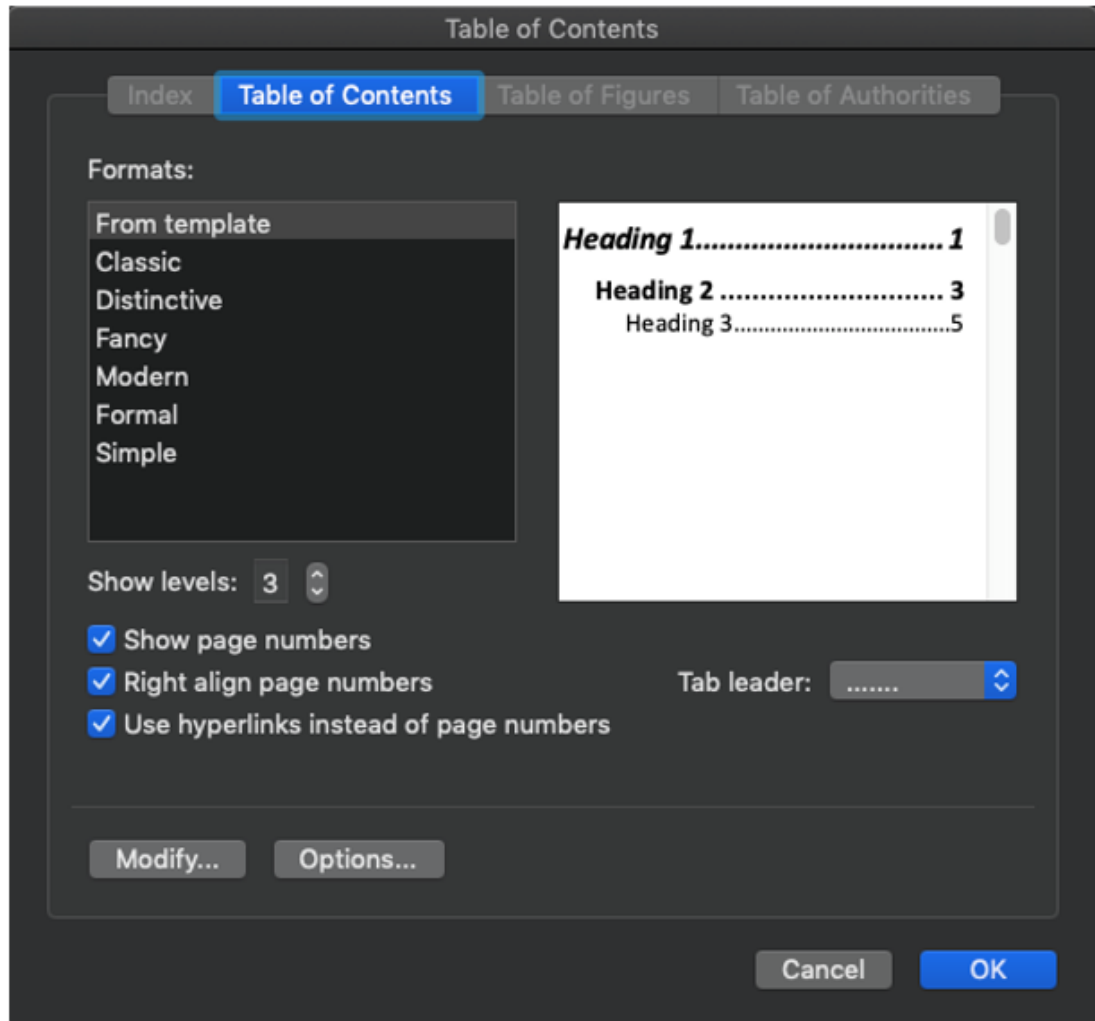 Table of Contents
Index Table of Contents Table of Figures Table of Authorities
Formats:
From template
Classic
Distinctive
Fancy
Modern
Formal
Simple
Heading 1............................... 1
Heading 2 ............................ 3
Heading 3.....................................5
Show levels: 3
Show page numbers
Right align page numbers
Tab leader: .......
Use hyperlinks instead of page numbers
Modify... Options...
Cancel OK